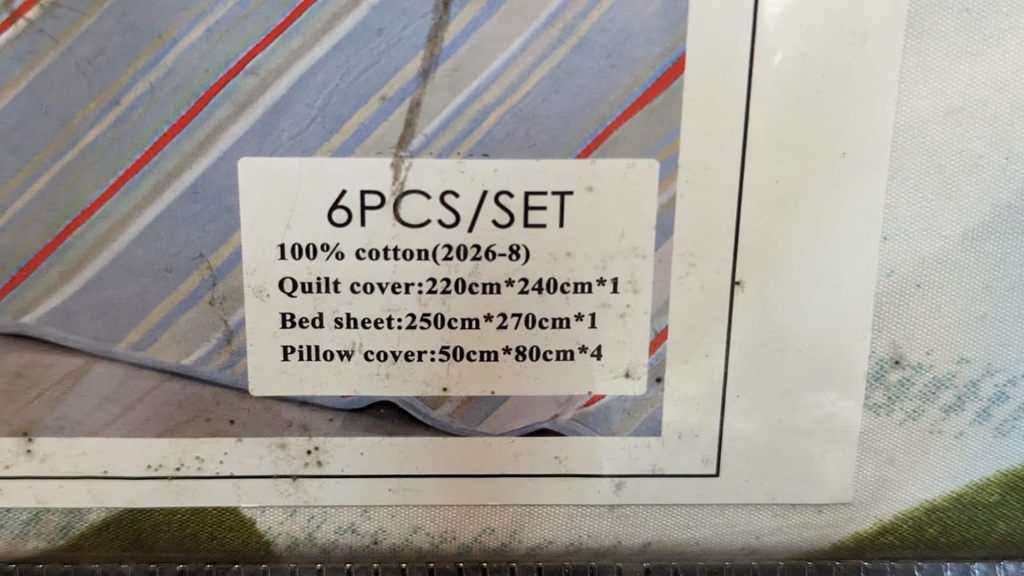 6PCS/SET
100% cotton(2026-8)
Quilt cover:220cm*240cm*1
Bed sheet:250cm*270cm*1
Pillow cover:50cm*80cm*4